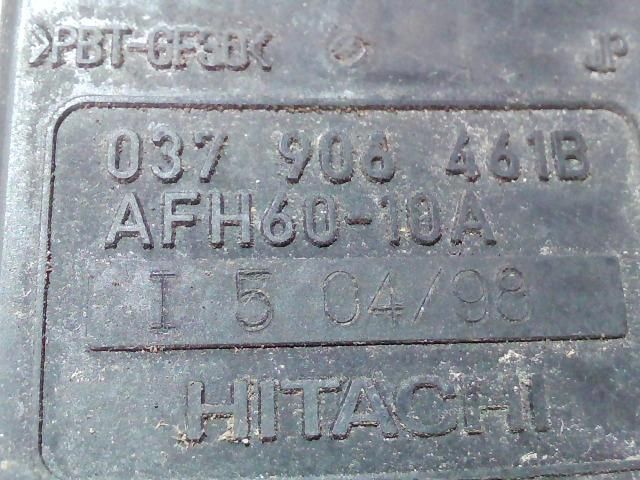 >PBT-GF30< JP
037 906 461B
AFH60-10A
I 5 04/98
HITACHI